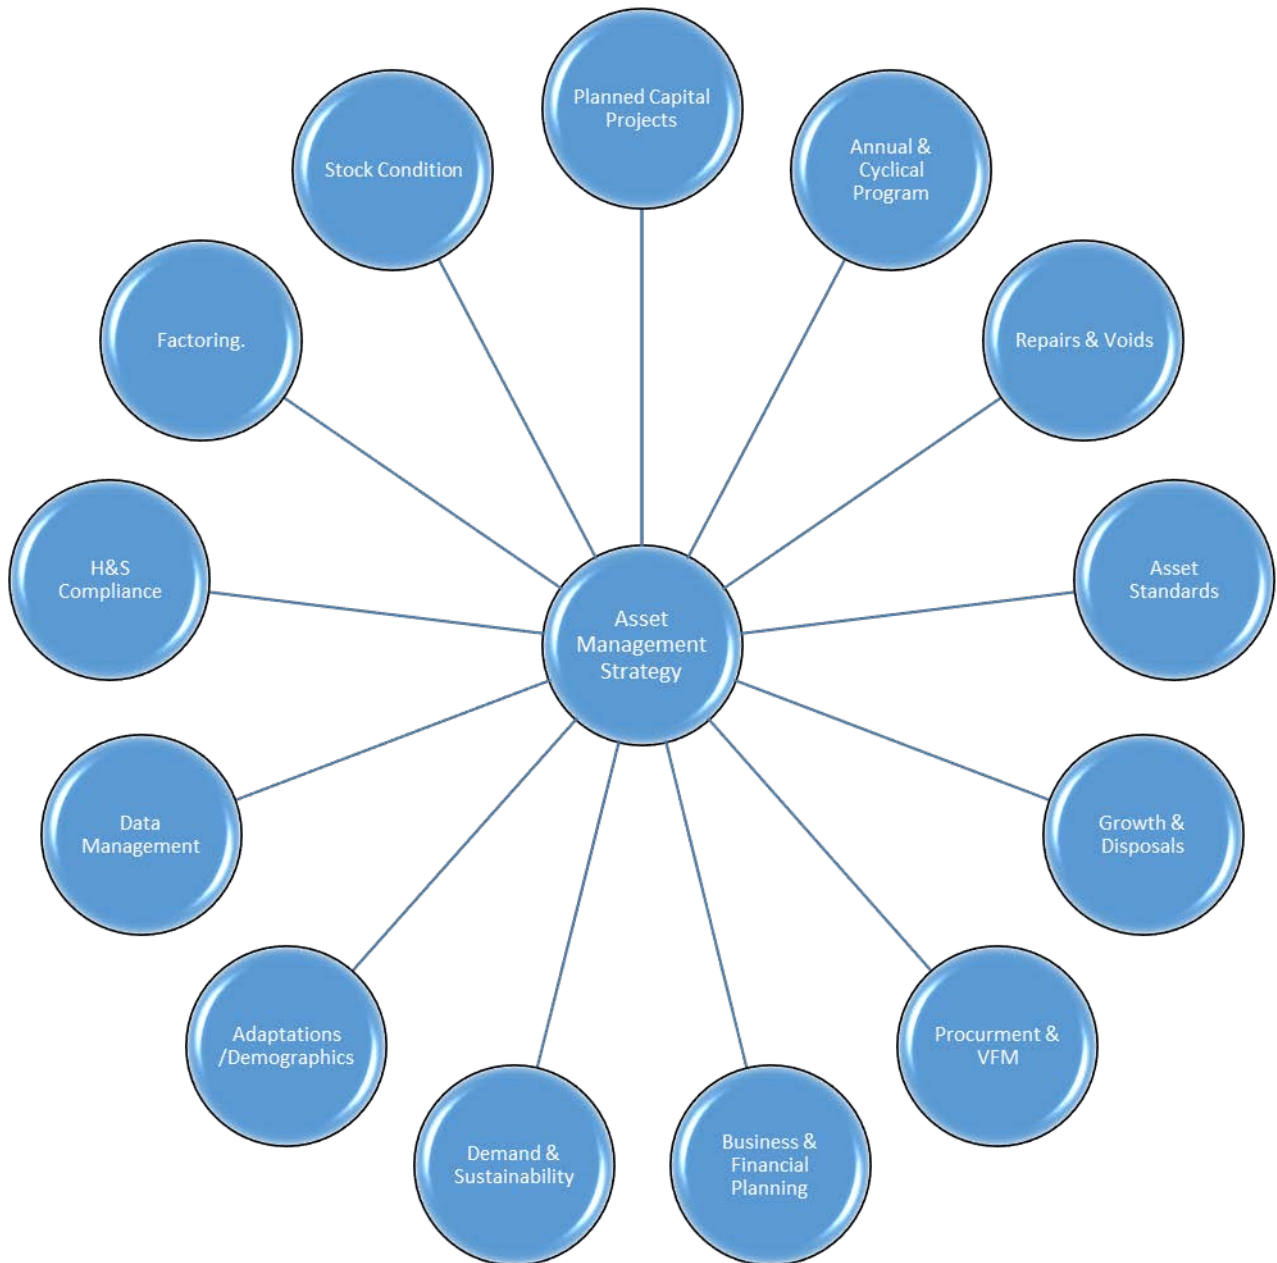 Planned Capital
Projects
Annual &
Cyclical
Program
Repairs & Voids
Asset
Standards
Growth &
Disposals
Procurment &
VFM
Business &
Financial
Planning
Demand &
Sustainability
Adaptations
/Demographics
Data
Management
H&S
Compliance
Factoring.
Stock Condition
Asset
Management
Strategy